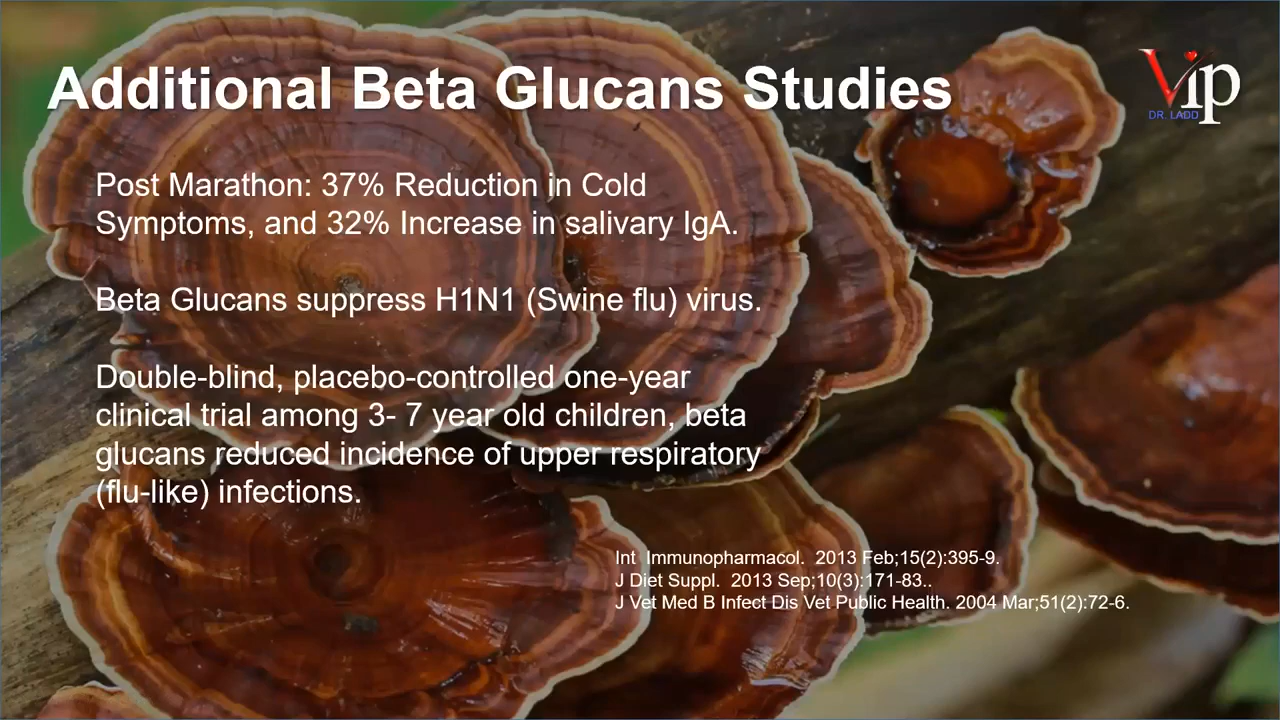 Additional Beta Glucans Studies
Vip
DR. LADD
Post Marathon: 37% Reduction in Cold
Symptoms, and 32% Increase in salivary IgA.
Beta Glucans suppress H1N1 (Swine flu) virus.
Double-blind, placebo-controlled one-year
clinical trial among 3- 7 year old children, beta
glucans reduced incidence of upper respiratory
(flu-like) infections.
Int Immunopharmacol. 2013 Feb;15(2):395-9.
J Diet Suppl. 2013 Sep;10(3):171-83..
J Vet Med B Infect Dis Vet Public Health. 2004 Mar;51(2):72-6.